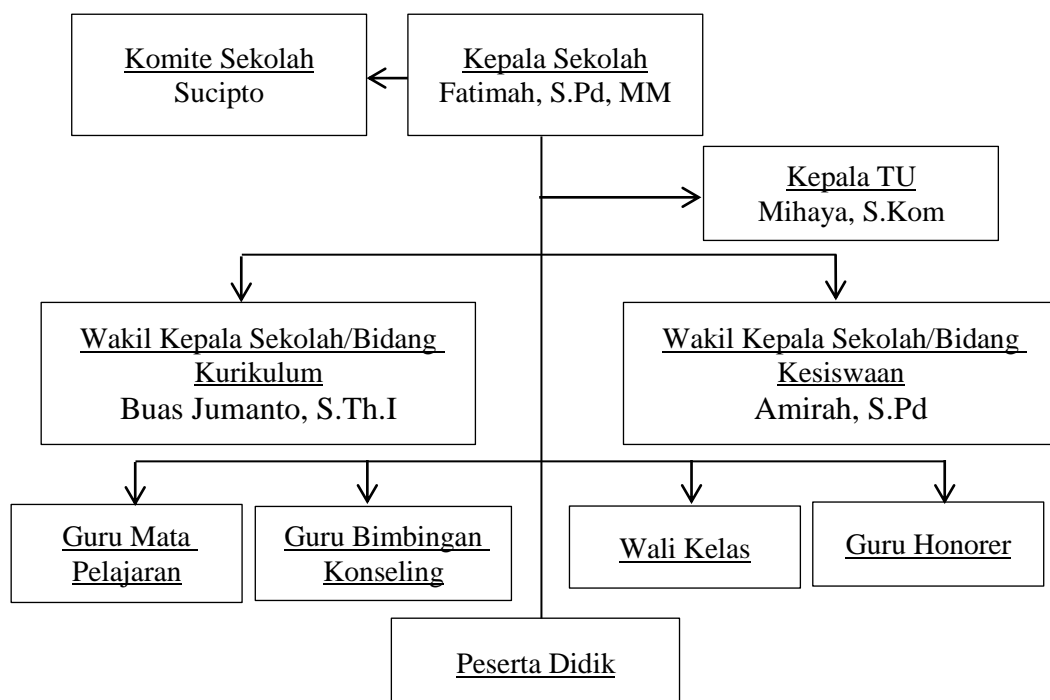 Komite Sekolah
Sucipto
Kepala Sekolah
Fatimah, S.Pd, MM
Kepala TU
Mihaya, S.Kom
Wakil Kepala Sekolah/Bidang
Kurikulum
Buas Jumanto, S.Th.I
Wakil Kepala Sekolah/Bidang
Kesiswaan
Amirah, S.Pd
Guru Mata
Pelajaran
Guru Bimbingan
Konseling
Wali Kelas
Guru Honorer
Peserta Didik